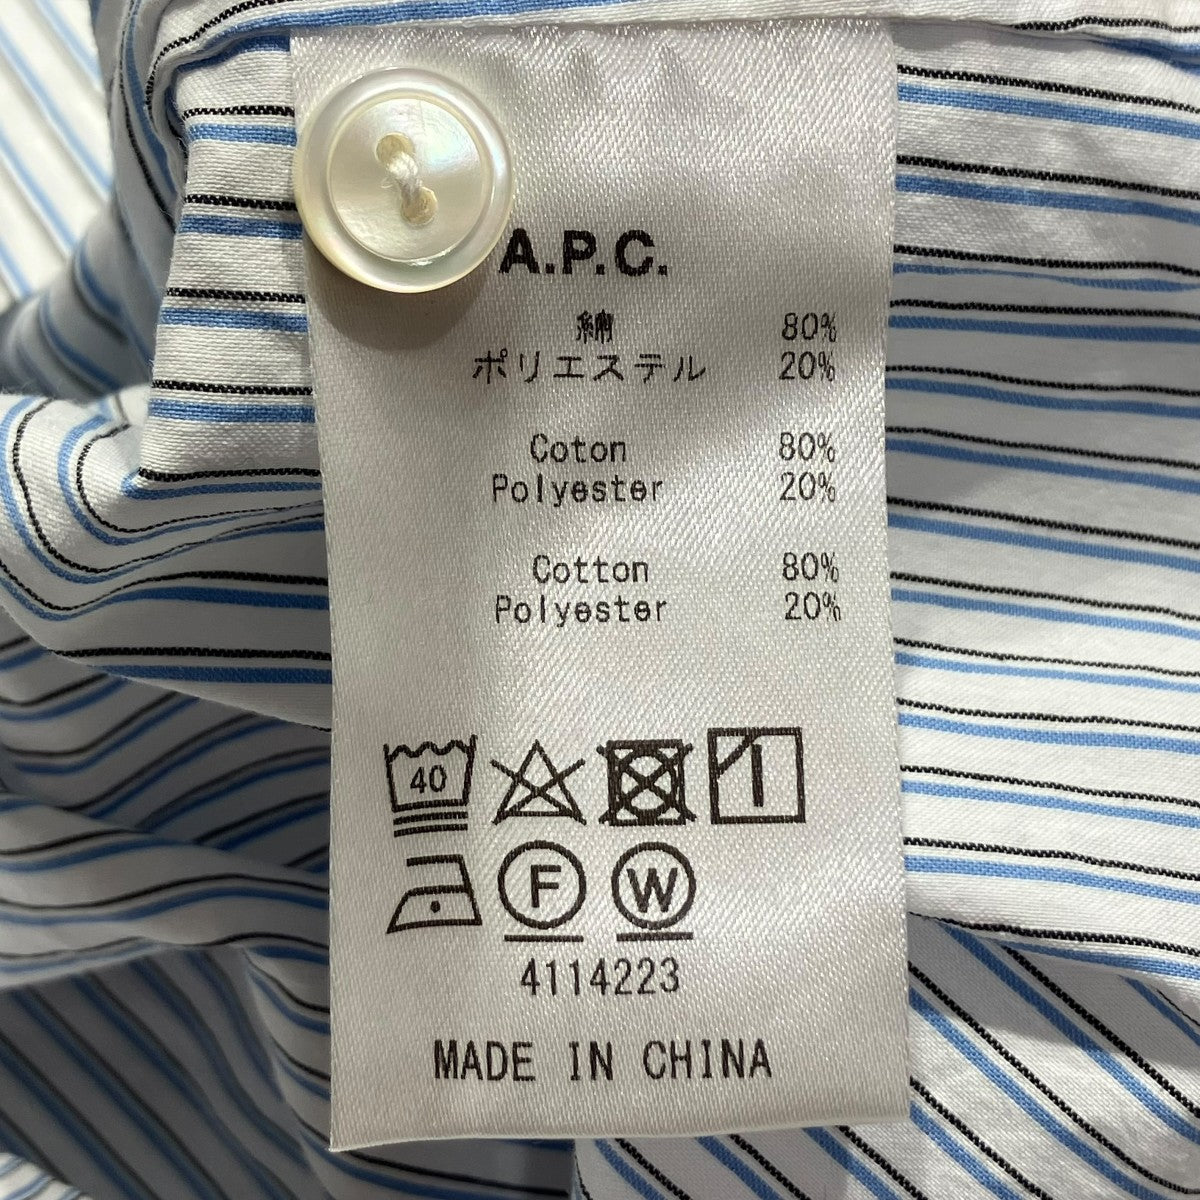 A.P.C.
綿 80%
ポリエステル 20%
Coton 80%
Polyester 20%
Cotton 80%
Polyester 20%
40
F W
4114223
MADE IN CHINA